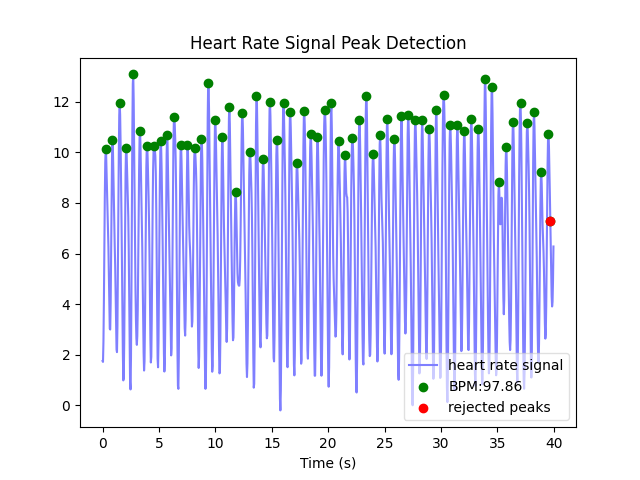 Heart Rate Signal Peak Detection
12
10
8
6
4
2
0
heart rate signal
BPM:97.86
rejected peaks
0 5 10 15 20 25 30 35 40
Time (s)